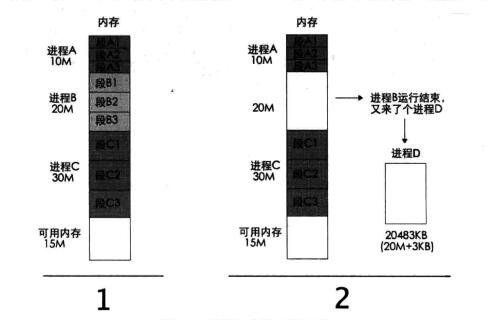 内存
段A1
段A2
段A3
进程A
10M
段B1
段B2
段B3
进程B
20M
段C1
段C2
段C3
进程C
30M
可用内存
15M
1
内存
段A1
段A2
段A3
进程A
10M
20M
进程B运行结束，
又来了个进程D
段C1
段C2
段C3
进程C
30M
进程D
20483KB
(20M+3KB)
可用内存
15M
2